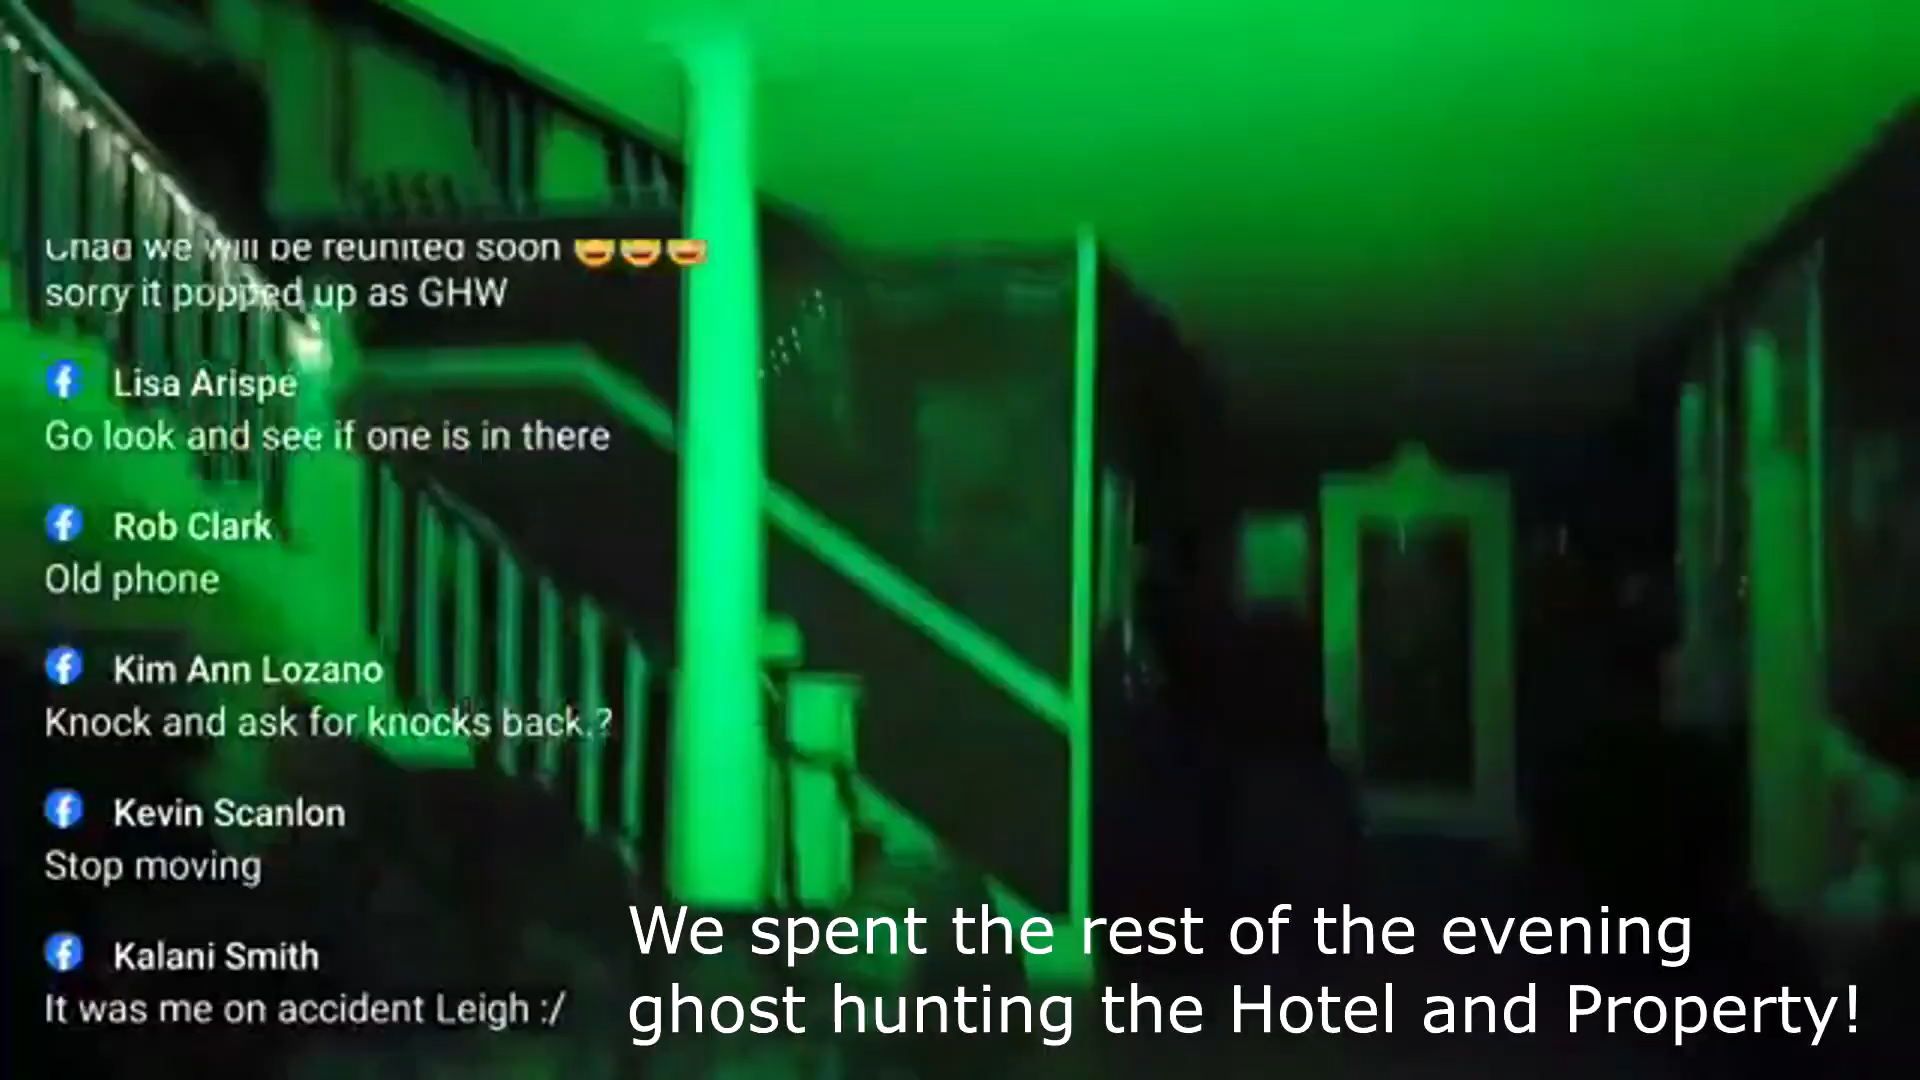 Chad we will be reunited soon 😅😅😅
sorry it popped up as GHW
Lisa Arispe
Go look and see if one is in there
Rob Clark
Old phone
Kim Ann Lozano
Knock and ask for knocks back.?
Kevin Scanlon
Stop moving
Kalani Smith
It was me on accident Leigh :/
We spent the rest of the evening
ghost hunting the Hotel and Property!